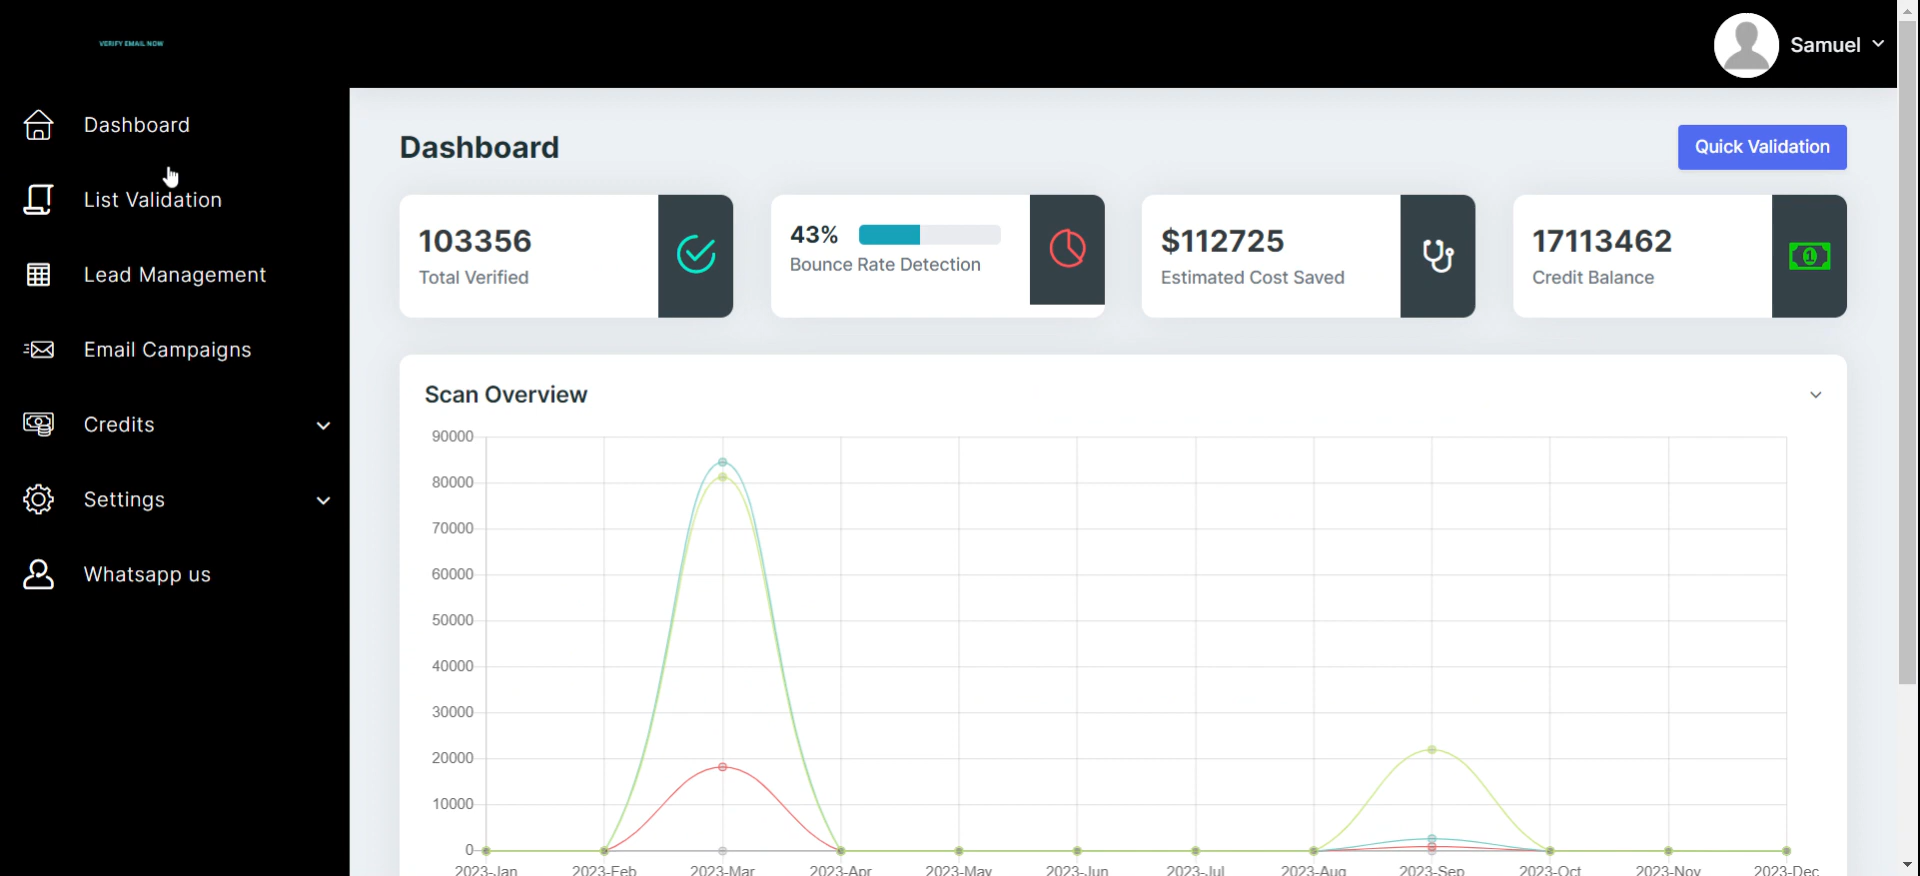 VERIFY EMAIL NOW
Samuel
Dashboard
List Validation
Lead Management
Email Campaigns
Credits
Settings
Whatsapp us
Dashboard
Quick Validation
103356
Total Verified
43%
Bounce Rate Detection
$112725
Estimated Cost Saved
17113462
Credit Balance
1
Scan Overview
90000
80000
70000
60000
50000
40000
30000
20000
10000
0
2023-Jan 2023-Feb 2023-Mar 2023-Apr 2023-May 2023-Jun 2023-Jul 2023-Aug 2023-Sep 2023-Oct 2023-Nov 2023-Dec